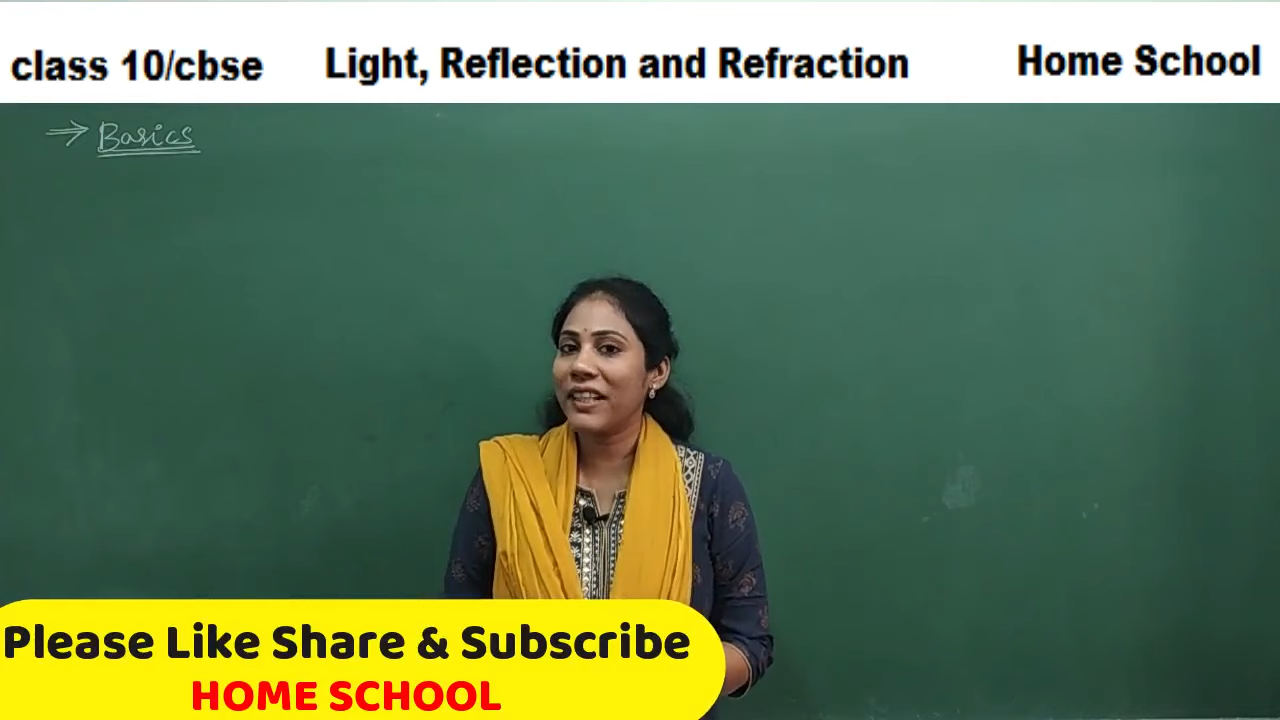 class 10/cbse Light, Reflection and Refraction Home School
→ Basics
Please Like Share & Subscribe
HOME SCHOOL